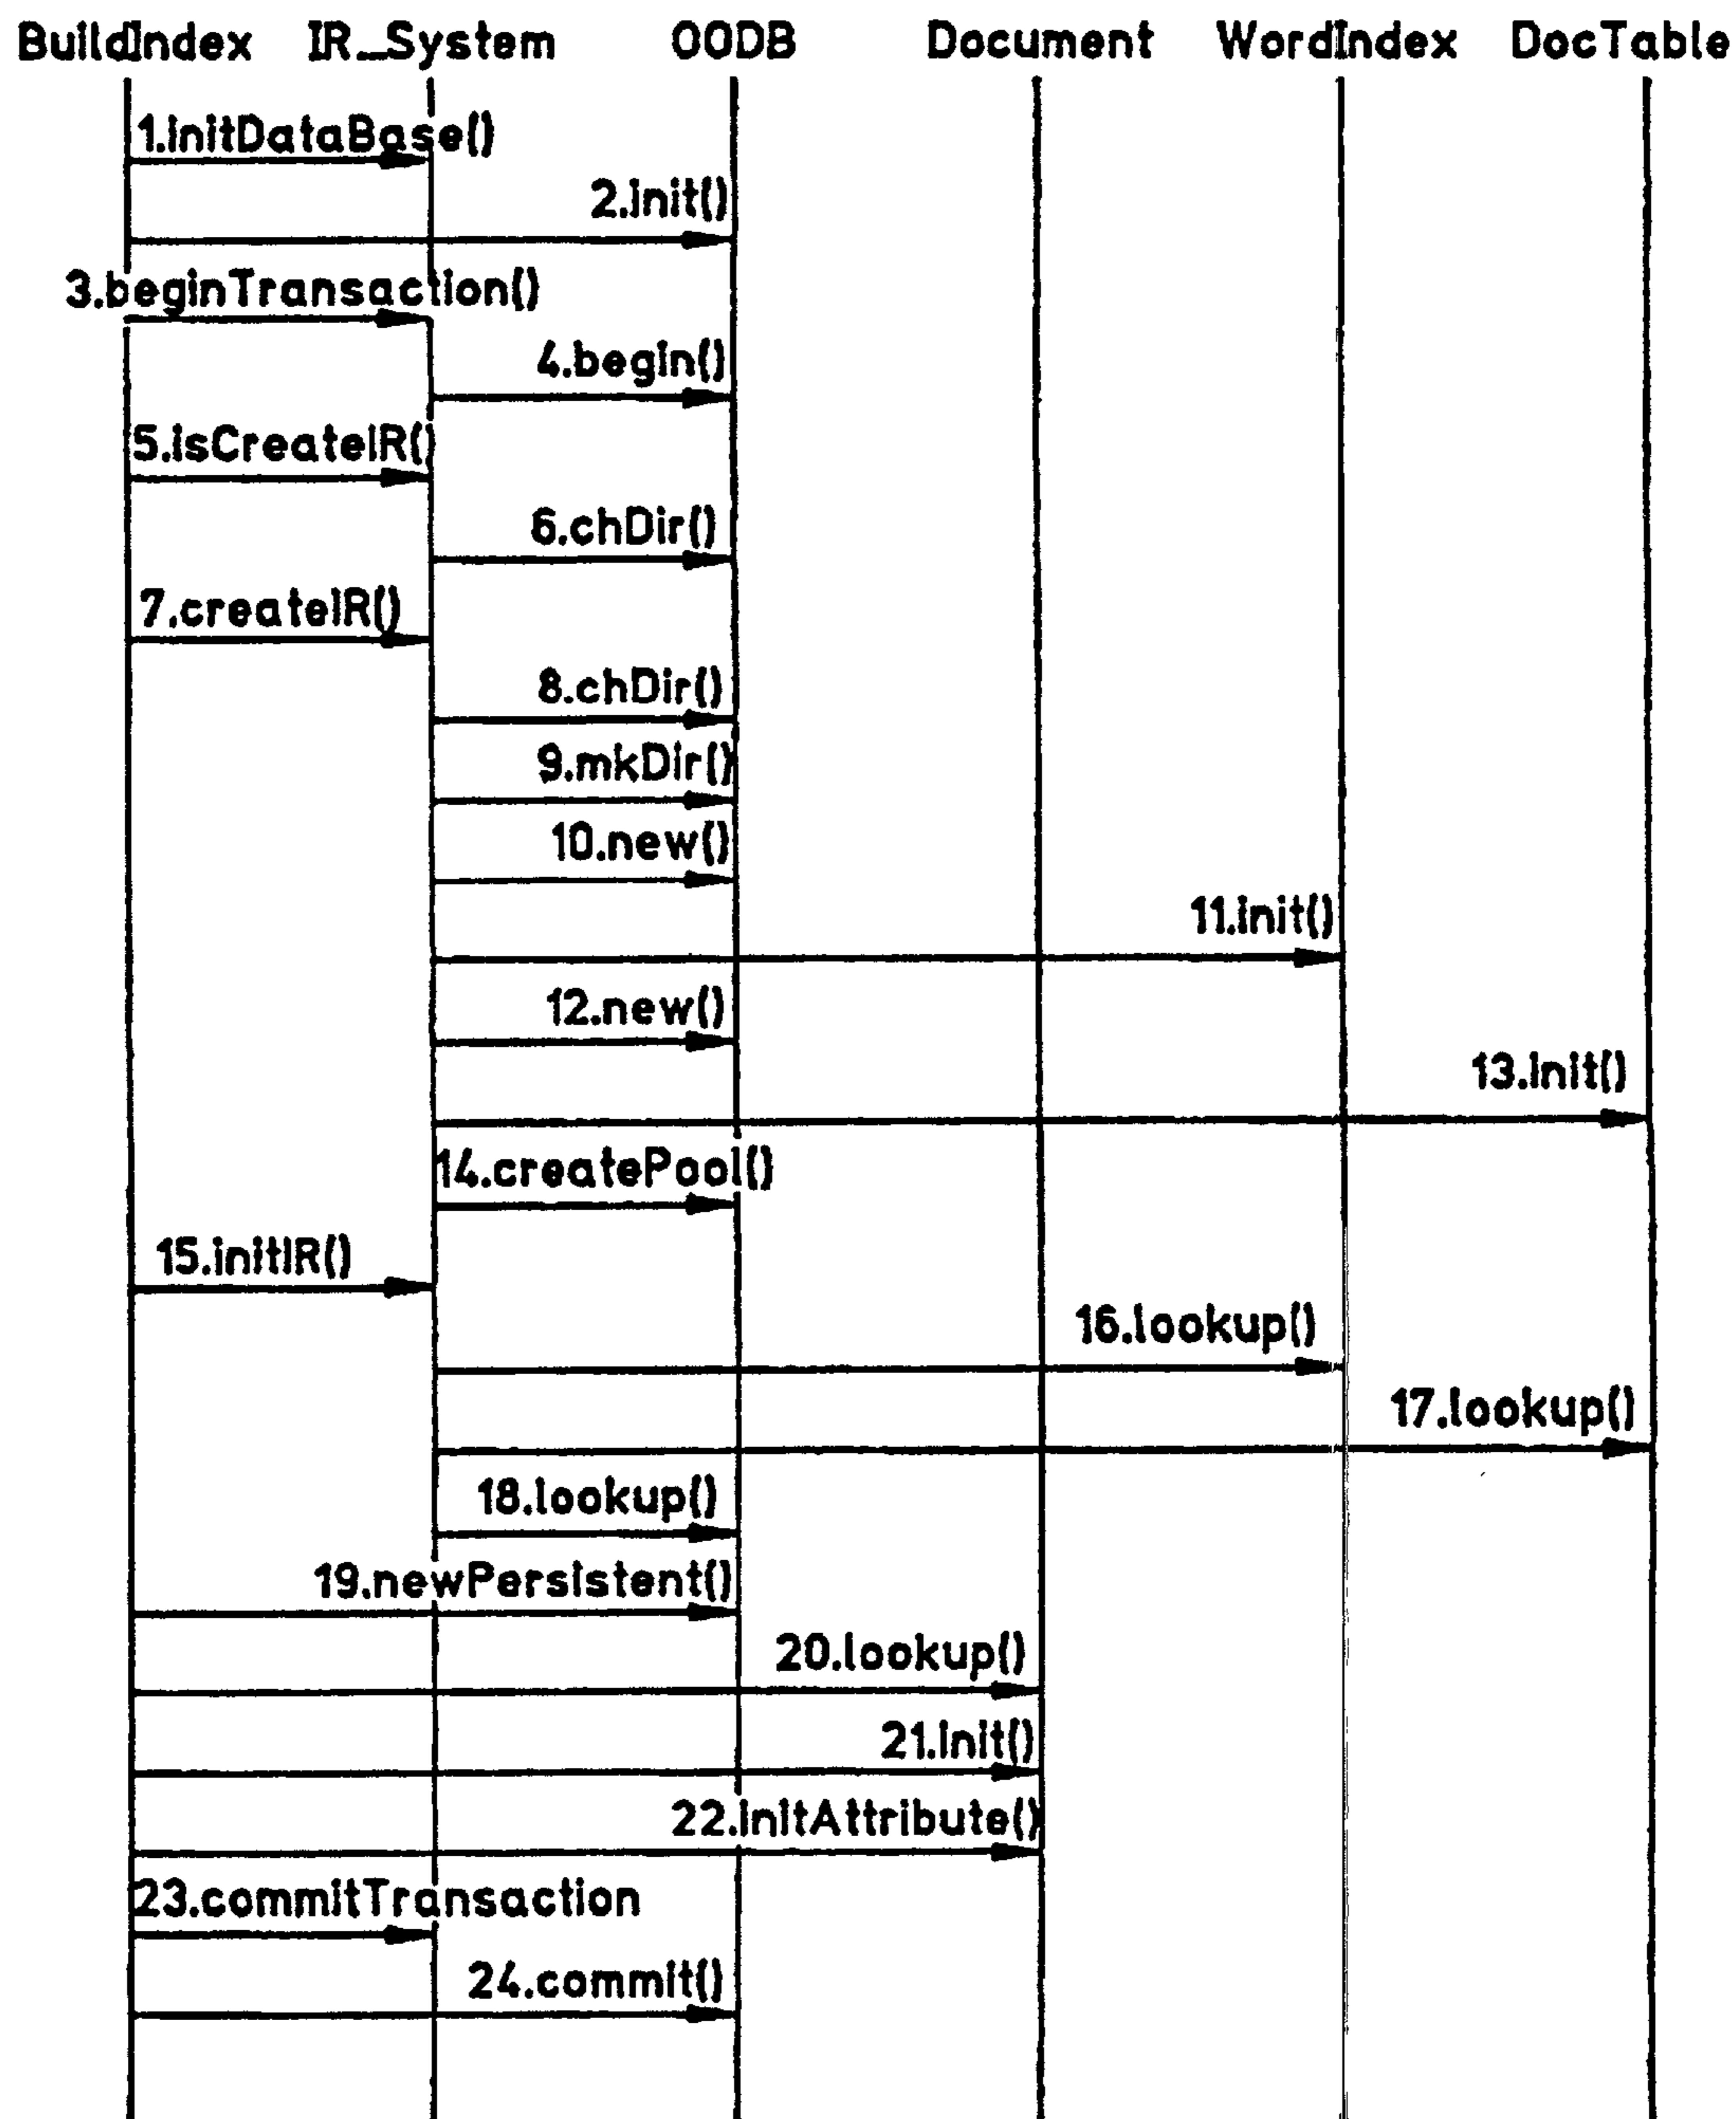 BuildIndex IR_System OODB Document WordIndex DocTable
1.initDataBase()
2.init()
3.beginTransaction()
4.begin()
5.isCreateIR()
6.chDir()
7.createIR()
8.chDir()
9.mkDir()
10.new()
11.init()
12.new()
13.init()
14.createPool()
15.initIR()
16.lookup()
17.lookup()
18.lookup()
19.newPersistent()
20.lookup()
21.init()
22.initAttribute()
23.commitTransaction
24.commit()